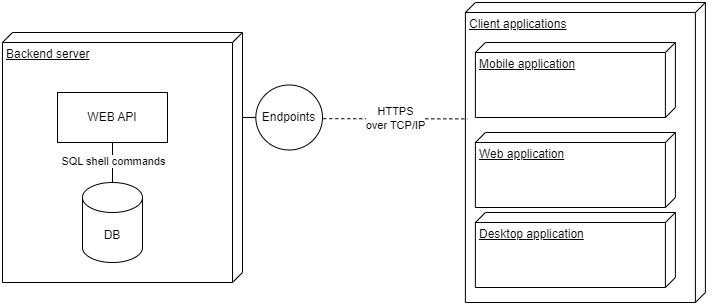 Backend server
WEB API
SQL shell commands
DB
Endpoints
HTTPS
over TCP/IP
Client applications
Mobile application
Web application
Desktop application